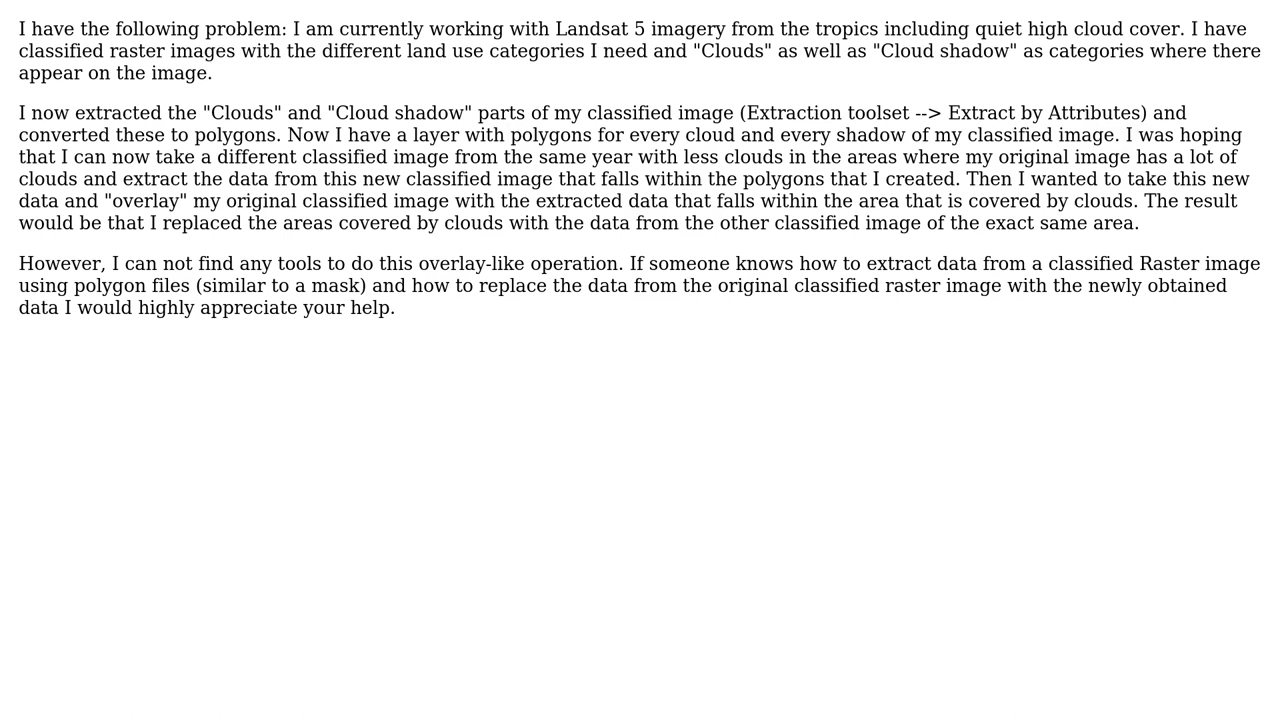 I have the following problem: I am currently working with Landsat 5 imagery from the tropics including quiet high cloud cover. I have
classified raster images with the different land use categories I need and "Clouds" as well as "Cloud shadow" as categories where there
appear on the image.
I now extracted the "Clouds" and "Cloud shadow" parts of my classified image (Extraction toolset --> Extract by Attributes) and
converted these to polygons. Now I have a layer with polygons for every cloud and every shadow of my classified image. I was hoping
that I can now take a different classified image from the same year with less clouds in the areas where my original image has a lot of
clouds and extract the data from this new classified image that falls within the polygons that I created. Then I wanted to take this new
data and "overlay" my original classified image with the extracted data that falls within the area that is covered by clouds. The result
would be that I replaced the areas covered by clouds with the data from the other classified image of the exact same area.
However, I can not find any tools to do this overlay-like operation. If someone knows how to extract data from a classified Raster image
using polygon files (similar to a mask) and how to replace the data from the original classified raster image with the newly obtained
data I would highly appreciate your help.